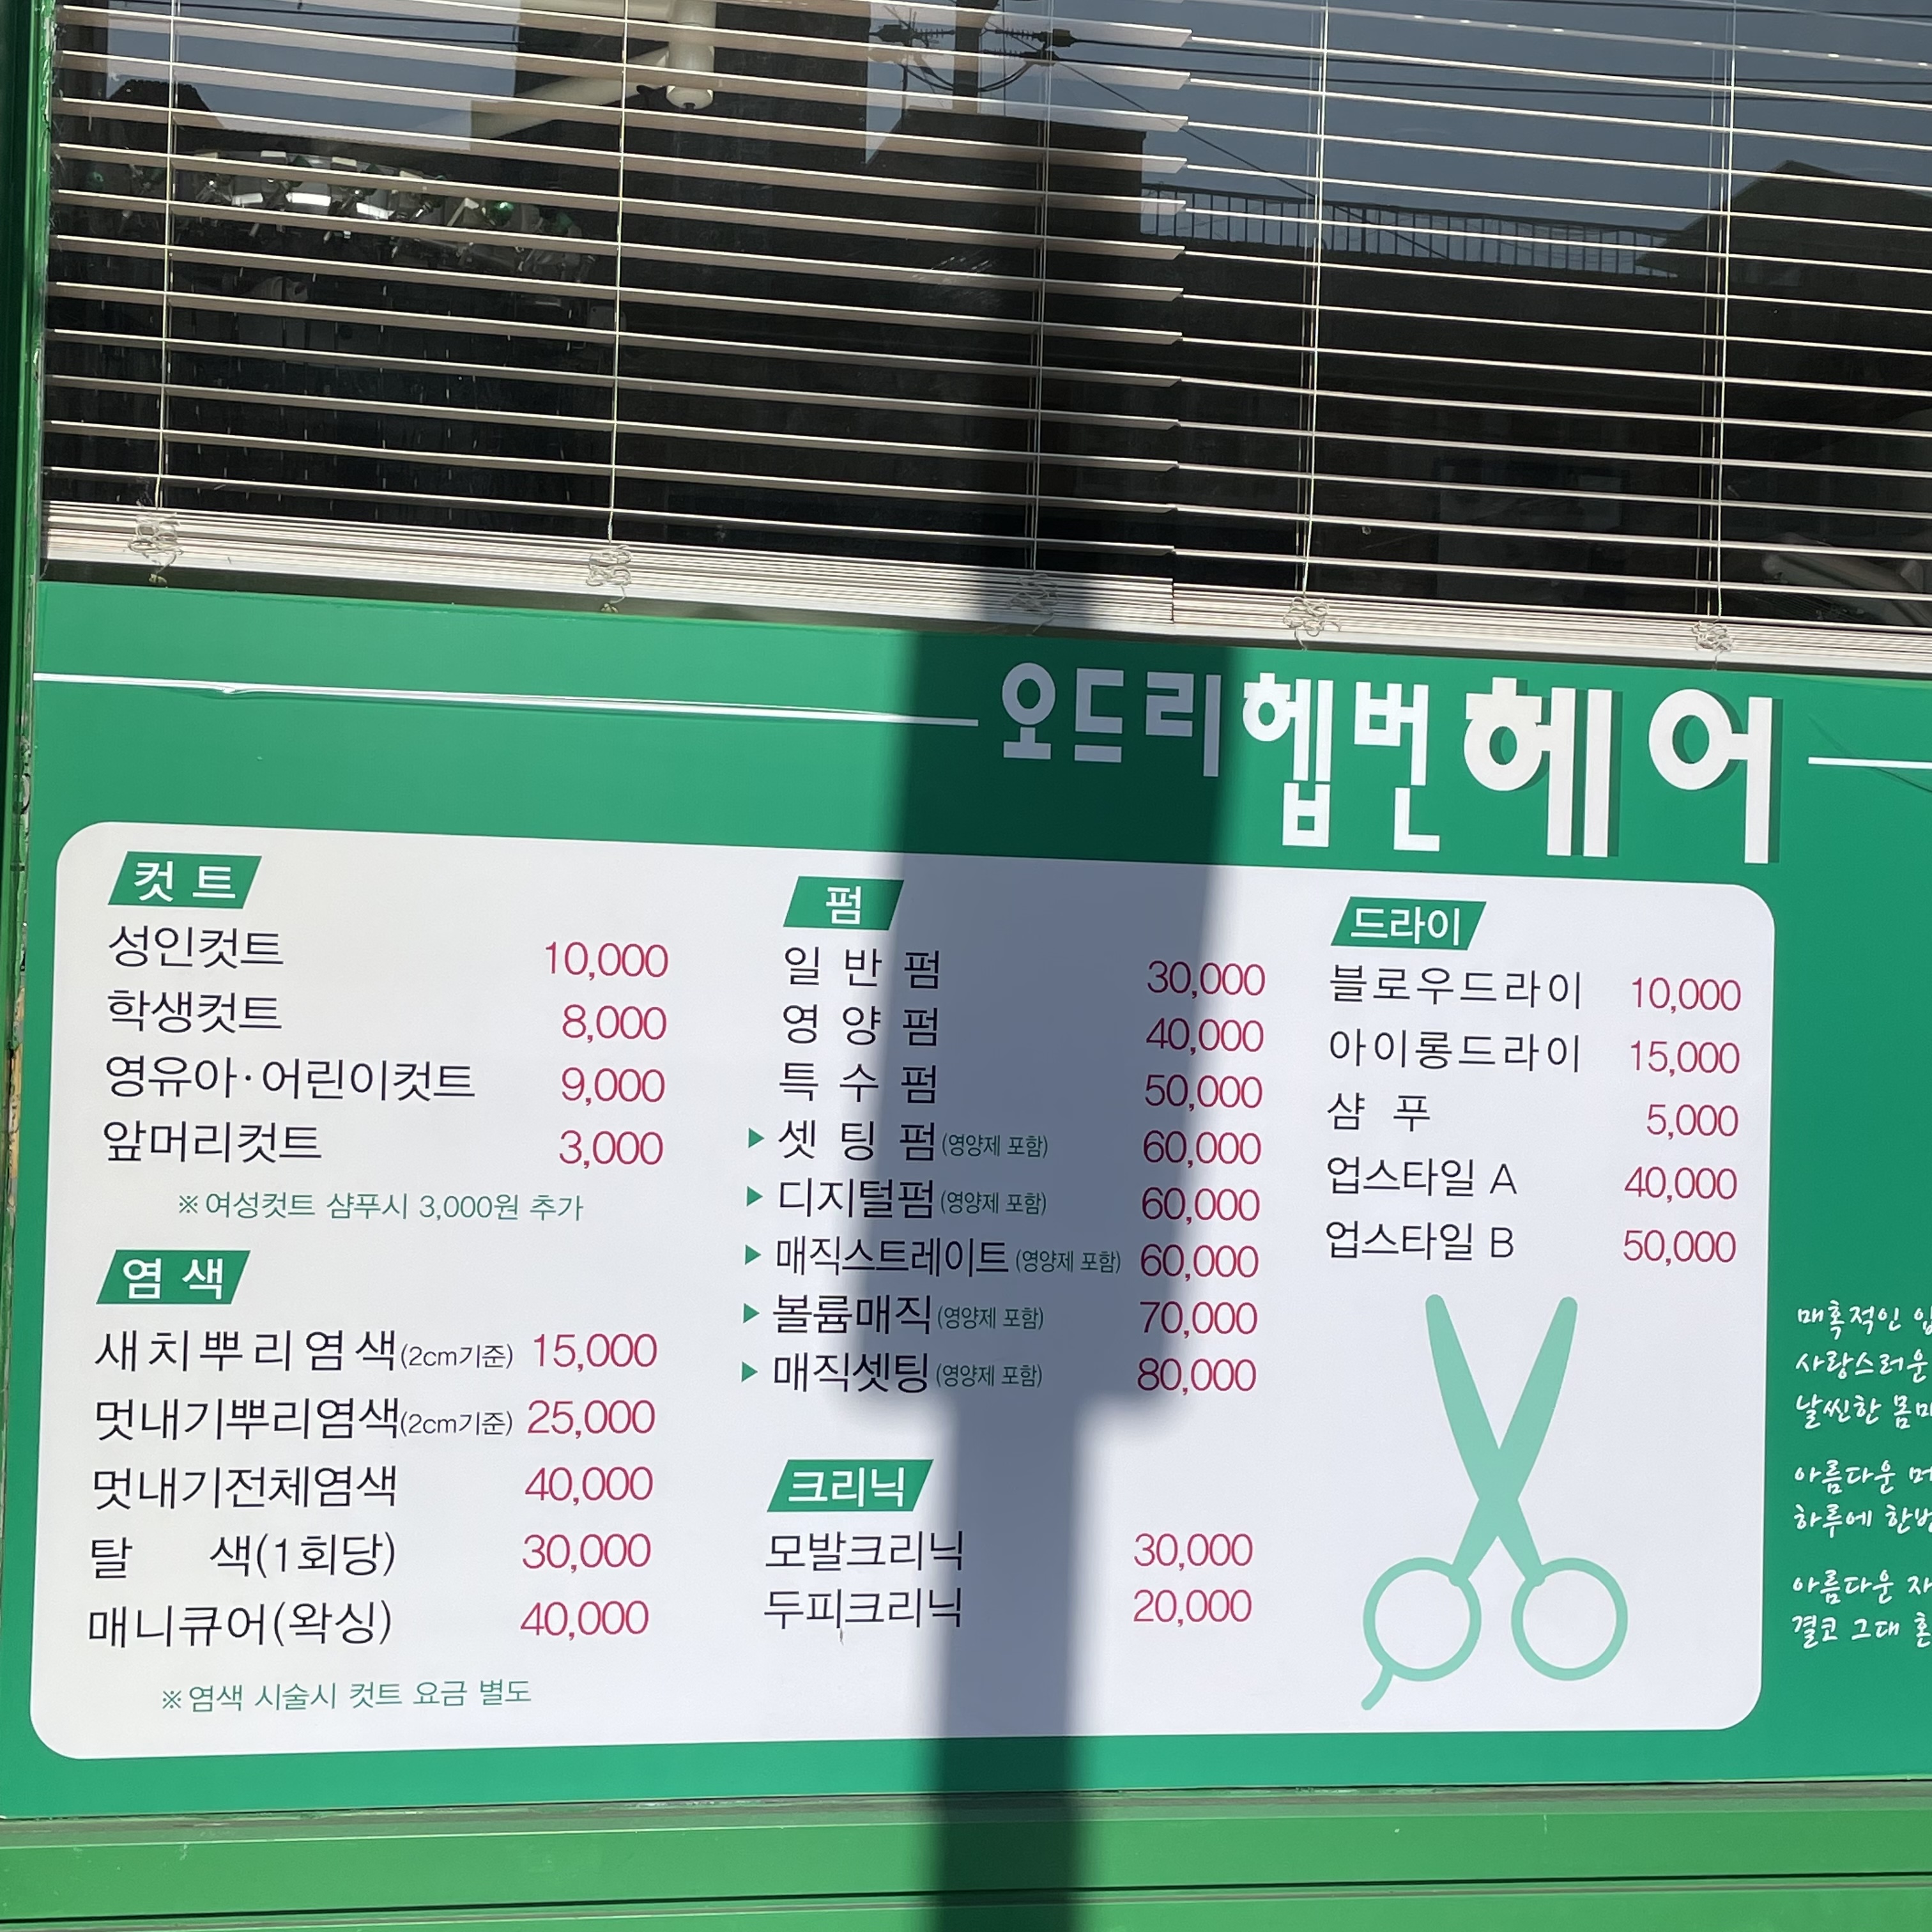 오드리헵번헤어
컷트
성인컷트 10,000
학생컷트 8,000
영유아·어린이컷트 9,000
앞머리컷트 3,000
※여성컷트 샴푸시 3,000원 추가
염색
새치뿌리염색(2cm기준) 15,000
멋내기뿌리염색(2cm기준) 25,000
멋내기전체염색 40,000
탈 색(1회당) 30,000
매니큐어(왁싱) 40,000
※염색 시술시 컷트 요금 별도
펌
일반펌 30,000
영양펌 40,000
특수펌 50,000
▶ 셋팅펌(영양제 포함) 60,000
▶ 디지털펌(영양제 포함) 60,000
▶ 매직스트레이트(영양제 포함) 60,000
▶ 볼륨매직(영양제 포함) 70,000
▶ 매직셋팅(영양제 포함) 80,000
크리닉
모발크리닉 30,000
두피크리닉 20,000
드라이
블로우드라이 10,000
아이롱드라이 15,000
샴 푸 5,000
업스타일 A 40,000
업스타일 B 50,000
매혹적인
사랑스러운
날씬한
아름다운
하루에
아름다운
결코 그대